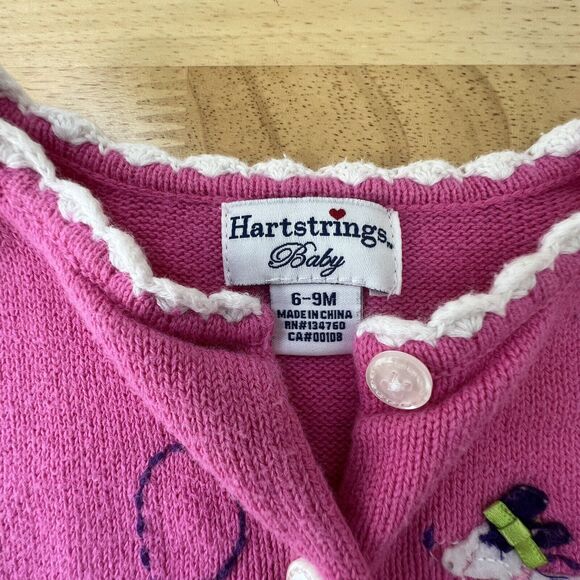 Hartstrings
Baby
6-9M
MADE IN CHINA
RN#134760
CA#00108